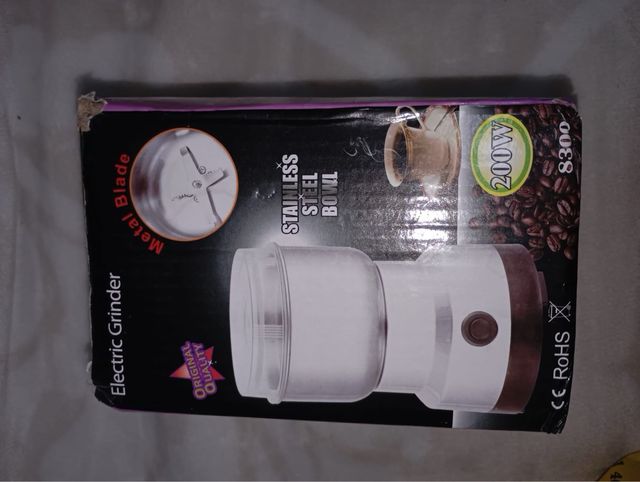 Metal Blade
STAINLESS
STEEL
BOWL
200W
8300
Electric Grinder
ORIGINAL
QUALITY
CE RoHS